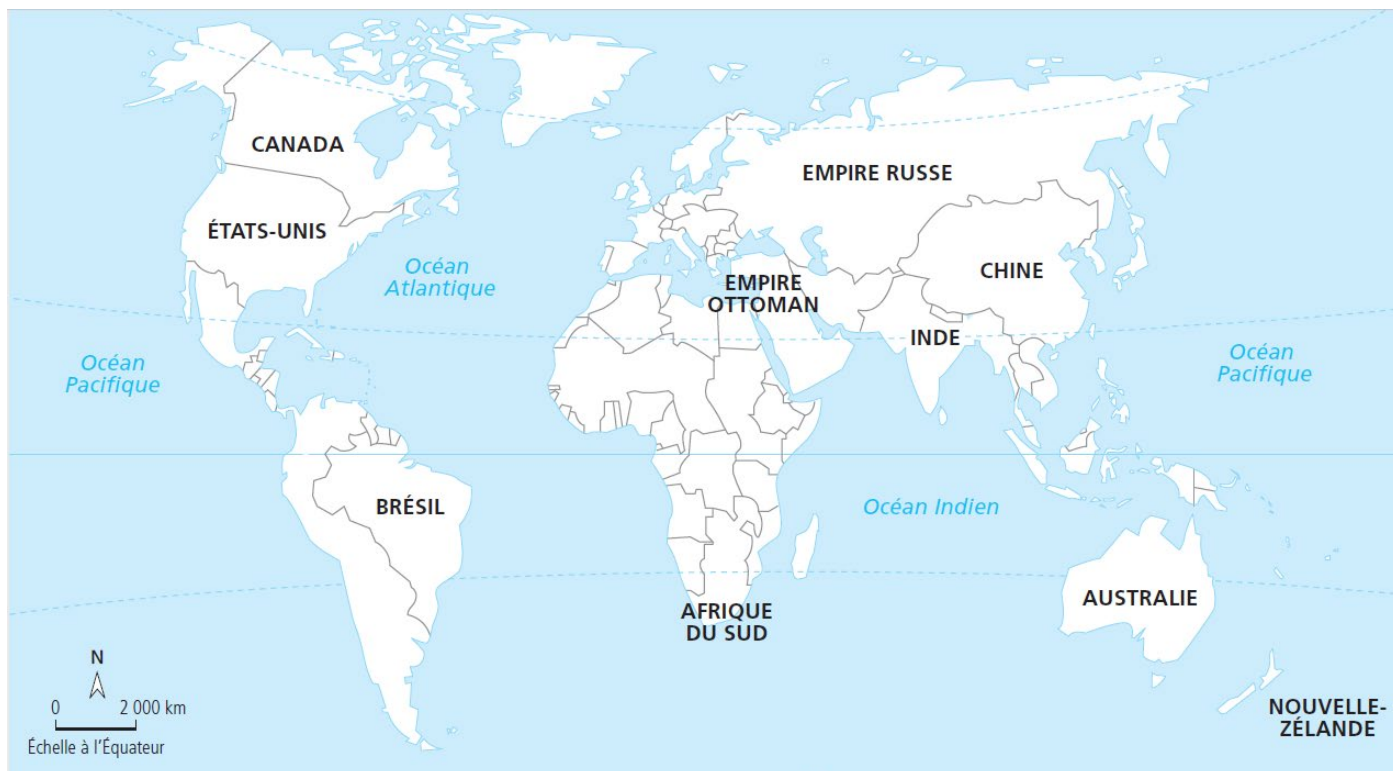 CANADA
EMPIRE RUSSE
ÉTATS-UNIS
Océan
Atlantique
CHINE
EMPIRE
OTTOMAN
INDE
Océan
Pacifique
Océan
Pacifique
BRÉSIL
Océan Indien
AUSTRALIE
AFRIQUE
DU SUD
N
0 2 000 km
Échelle à l'Équateur
NOUVELLE-
ZÉLANDE